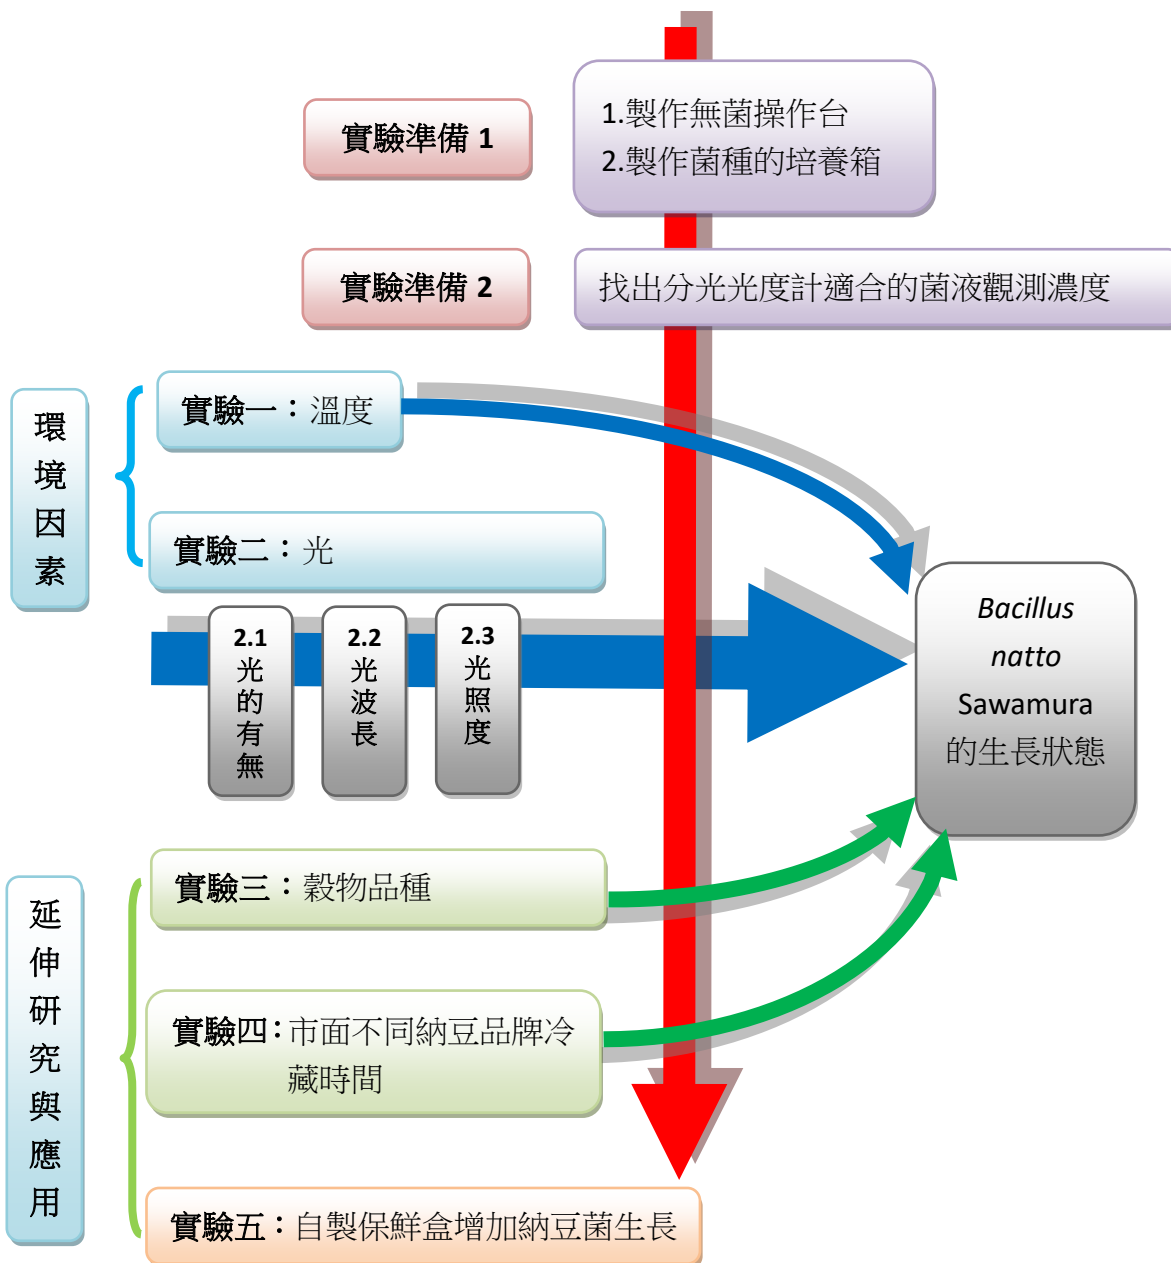 實驗準備 1
1.製作無菌操作台
2.製作菌種的培養箱
實驗準備 2
找出分光光度計適合的菌液觀測濃度
環境因素
實驗一：溫度
實驗二：光
2.1
光的有無
2.2
光波長
2.3
光照度
Bacillus
natto
Sawamura
的生長狀態
延伸研究與應用
實驗三：穀物品種
實驗四：市面不同納豆品牌冷
藏時間
實驗五：自製保鮮盒增加納豆菌生長